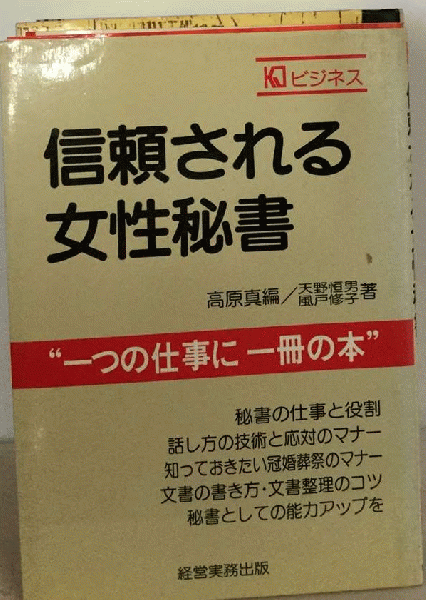 KJビジネス
信頼される
女性秘書
高原真編/天野恒男 風戸修子著
“一つの仕事に一冊の本”
秘書の仕事と役割
話し方の技術と応対のマナー
知っておきたい冠婚葬祭のマナー
文書の書き方・文書整理のコツ
秘書としての能力アップを
経営実務出版